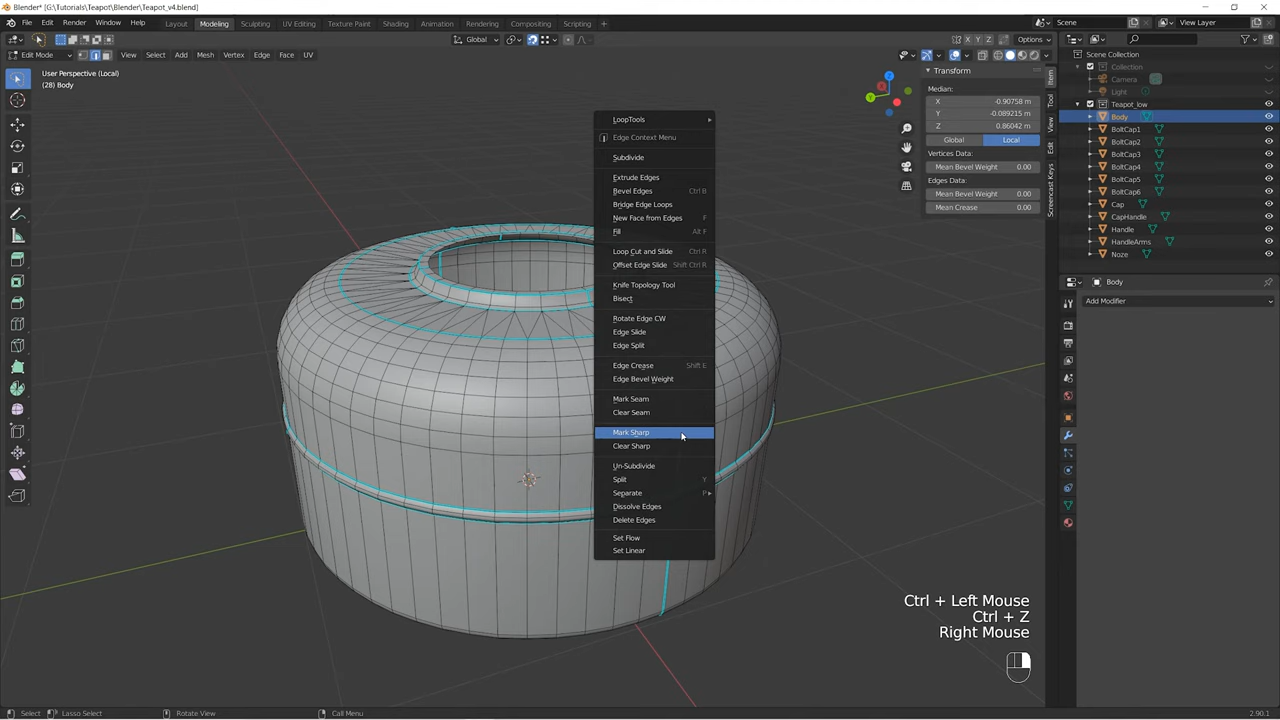 Blender* [G:\Tutorials\Teapot\Blender\Teapot_v4.blend]
File Edit Render Window Help Layout Modeling Sculpting UV Editing Texture Paint Shading Animation Rendering Compositing Scripting Scene View Layer
Global Options
Edit Mode View Select Add Mesh Vertex Edge Face UV
X Y Z
User Perspective (Local)
(28) Body
Transform
Median:
X -0.90758 m
Y -0.089215 m
Z 0.86042 m
Global Local
Vertices Data:
Mean Bevel Weight 0.00
Edges Data:
Mean Bevel Weight 0.00
Mean Crease 0.00
Item
Tool
View
Edit
Screencast Keys
LoopTools
Edge Context Menu
Subdivide
Extrude Edges
Bevel Edges Ctrl B
Bridge Edge Loops
New Face from Edges F
Fill Alt F
Loop Cut and Slide Ctrl R
Offset Edge Slide Shift Ctrl R
Knife Topology Tool
Bisect
Rotate Edge CW
Edge Slide
Edge Split
Edge Crease Shift E
Edge Bevel Weight
Mark Seam
Clear Seam
Mark Sharp
Clear Sharp
Un-Subdivide
Split Y
Separate P
Dissolve Edges
Delete Edges
Set Flow
Set Linear
Scene Collection
Collection
Camera
Light
Teapot_low
Body
BoltCap1
BoltCap2
BoltCap3
BoltCap4
BoltCap5
BoltCap6
Cap
CapHandle
Handle
HandleArms
Noze
Body
Add Modifier
Ctrl + Left Mouse
Ctrl + Z
Right Mouse
Select Lasso Select Rotate View Call Menu 2.90.1